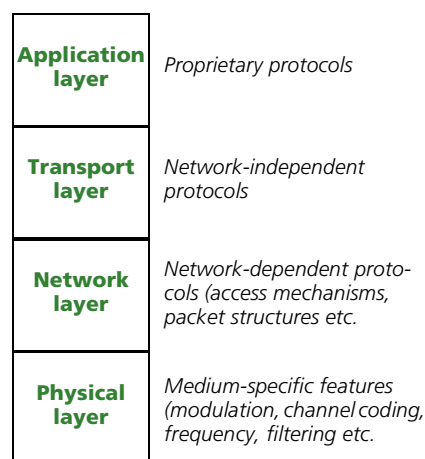 Application
layer
Proprietary protocols
Transport
layer
Network-independent
protocols
Network
layer
Network-dependent proto-
cols (access mechanisms,
packet structures etc.
Physical
layer
Medium-specific features
(modulation, channel coding,
frequency, filtering etc.